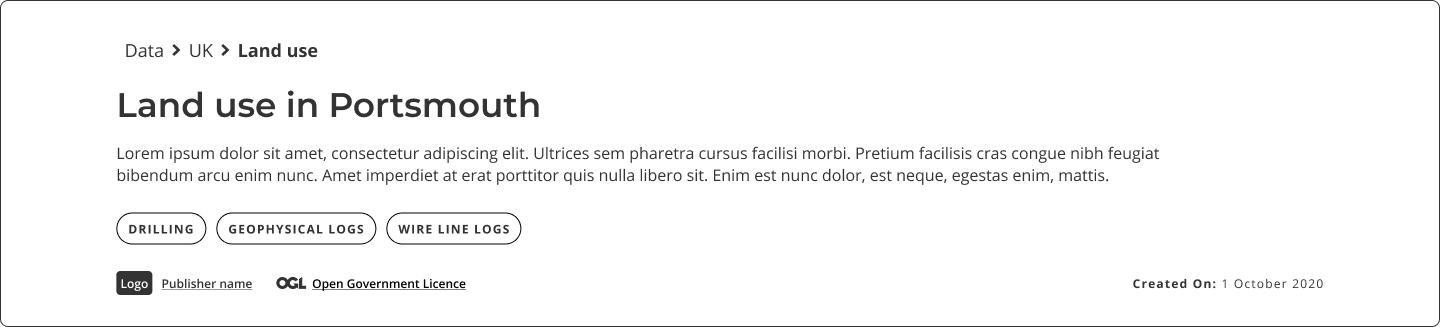 Data > UK > Land use
Land use in Portsmouth
Lorem ipsum dolor sit amet, consectetur adipiscing elit. Ultrices sem pharetra cursus facilisi morbi. Pretium facilisis cras congue nibh feugiat
bibendum arcu enim nunc. Amet imperdiet at erat porttitor quis nulla libero sit. Enim est nunc dolor, est neque, egestas enim, mattis.
DRILLING GEOPHYSICAL LOGS WIRE LINE LOGS
Logo Publisher name OGL Open Government Licence Created On: 1 October 2020